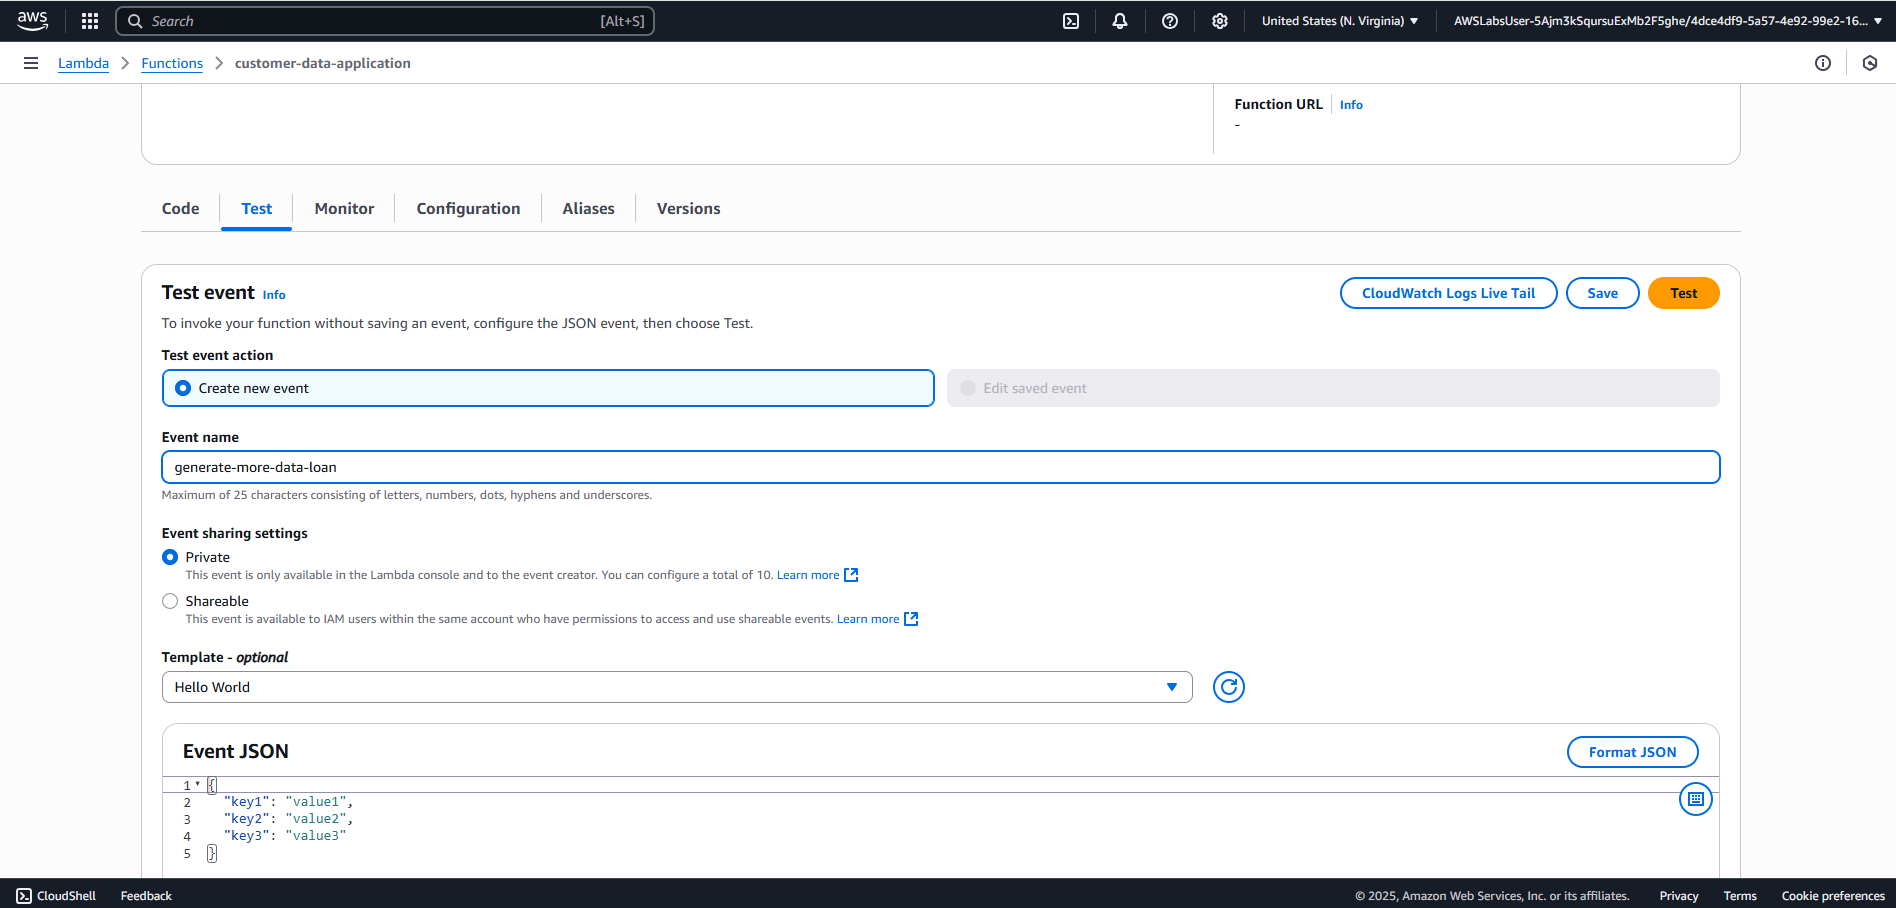 aws
Search [Alt+S]
United States (N. Virginia)
AWSLabsUser-5Ajm3kSqursuExMb2F5ghe/4dce4df9-5a57-4e92-99e2-16...
Lambda
Functions
customer-data-application
Function URL Info
-
Code
Test
Monitor
Configuration
Aliases
Versions
Test event Info
CloudWatch Logs Live Tail
Save
Test
To invoke your function without saving an event, configure the JSON event, then choose Test.
Test event action
Create new event
Edit saved event
Event name
generate-more-data-loan
Maximum of 25 characters consisting of letters, numbers, dots, hyphens and underscores.
Event sharing settings
Private
This event is only available in the Lambda console and to the event creator. You can configure a total of 10. Learn more
Shareable
This event is available to IAM users within the same account who have permissions to access and use shareable events. Learn more
Template - optional
Hello World
Event JSON
Format JSON
1 {
2 "key1": "value1",
3 "key2": "value2",
4 "key3": "value3"
5 }
CloudShell
Feedback
© 2025, Amazon Web Services, Inc. or its affiliates.
Privacy
Terms
Cookie preferences